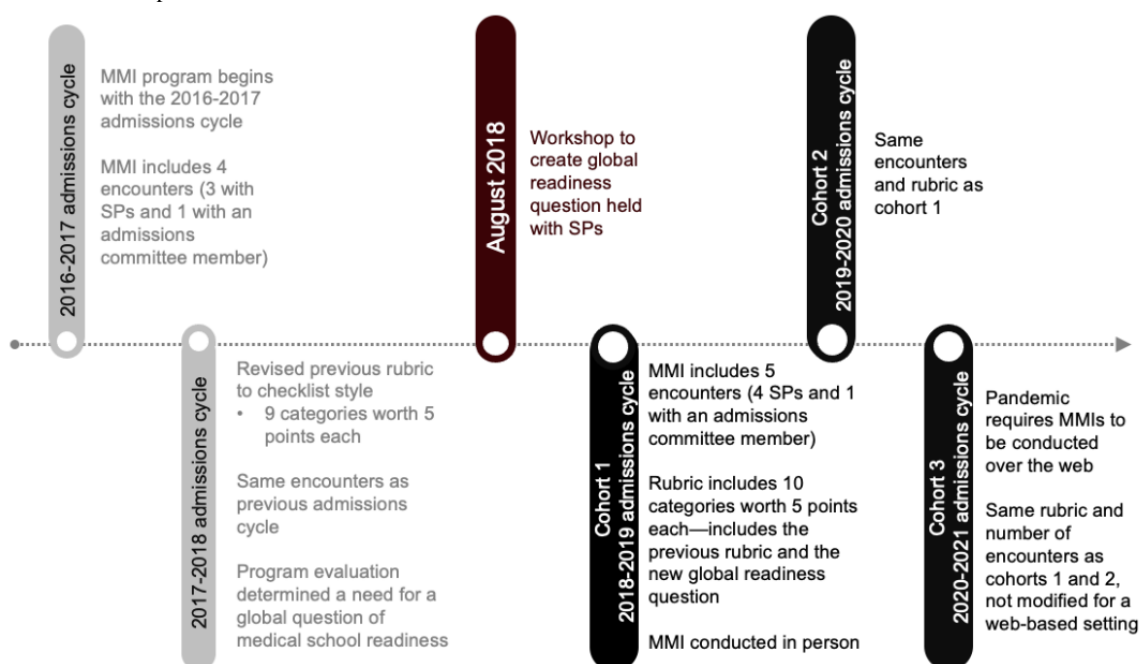 2016-2017 admissions cycle
MMI program begins
with the 2016-2017
admissions cycle
MMI includes 4
encounters (3 with
SPs and 1 with an
admissions
committee member)
2017-2018 admissions cycle
Revised previous rubric
to checklist style
• 9 categories worth 5
points each
Same encounters as
previous admissions
cycle
Program evaluation
determined a need for a
global question of
medical school readiness
August 2018
Workshop to
create global
readiness
question held
with SPs
Cohort 1
2018-2019 admissions cycle
MMI includes 5
encounters (4 SPs and 1
with an admissions
committee member)
Rubric includes 10
categories worth 5 points
each—includes the
previous rubric and the
new global readiness
question
MMI conducted in person
Cohort 2
2019-2020 admissions cycle
Same
encounters
and rubric as
cohort 1
Cohort 3
2020-2021 admissions cycle
Pandemic
requires MMIs to
be conducted
over the web
Same rubric and
number of
encounters as
cohorts 1 and 2,
not modified for a
web-based setting